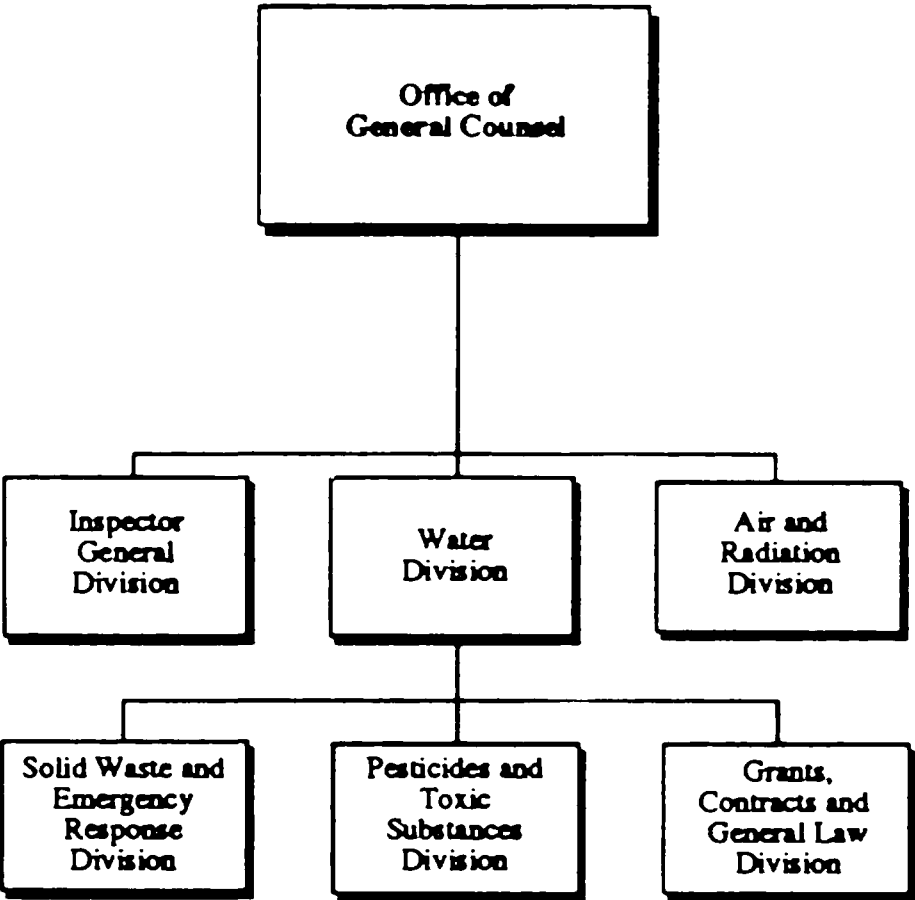 Office of
General Counsel
Inspector
General
Division
Water
Division
Air and
Radiation
Division
Solid Waste and
Emergency
Response
Division
Pesticides and
Toxic
Substances
Division
Grants,
Contracts and
General Law
Division